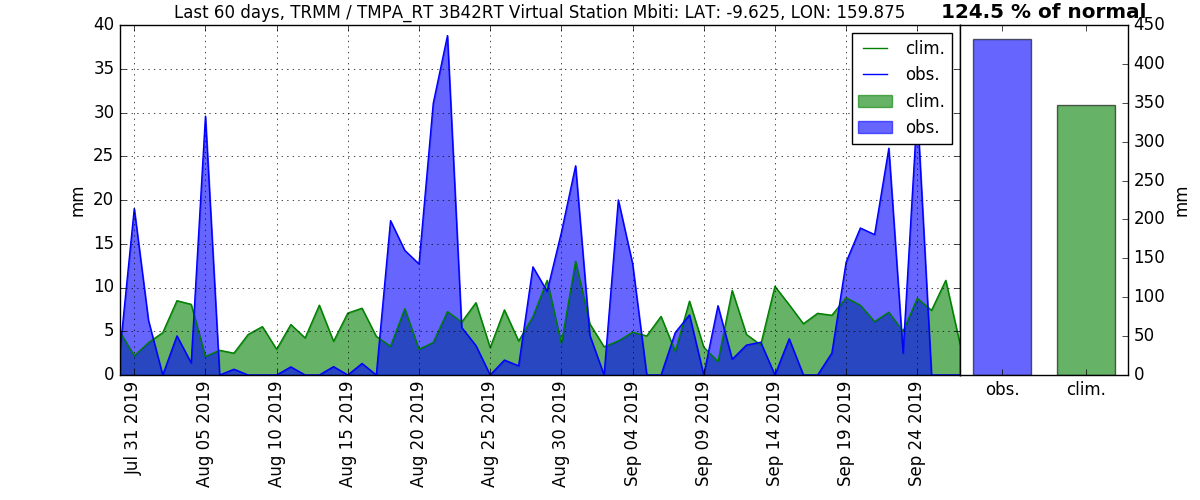 Last 60 days, TRMM / TMPA_RT 3B42RT Virtual Station Mbiti: LAT: -9.625, LON: 159.875
124.5 % of normal
40
35
30
25
20
15
10
5
0
mm
clim.
obs.
clim.
obs.
Jul 31 2019
Aug 05 2019
Aug 10 2019
Aug 15 2019
Aug 20 2019
Aug 25 2019
Aug 30 2019
Sep 04 2019
Sep 09 2019
Sep 14 2019
Sep 19 2019
Sep 24 2019
450
400
350
300
250
200
150
100
50
0
mm
obs.
clim.